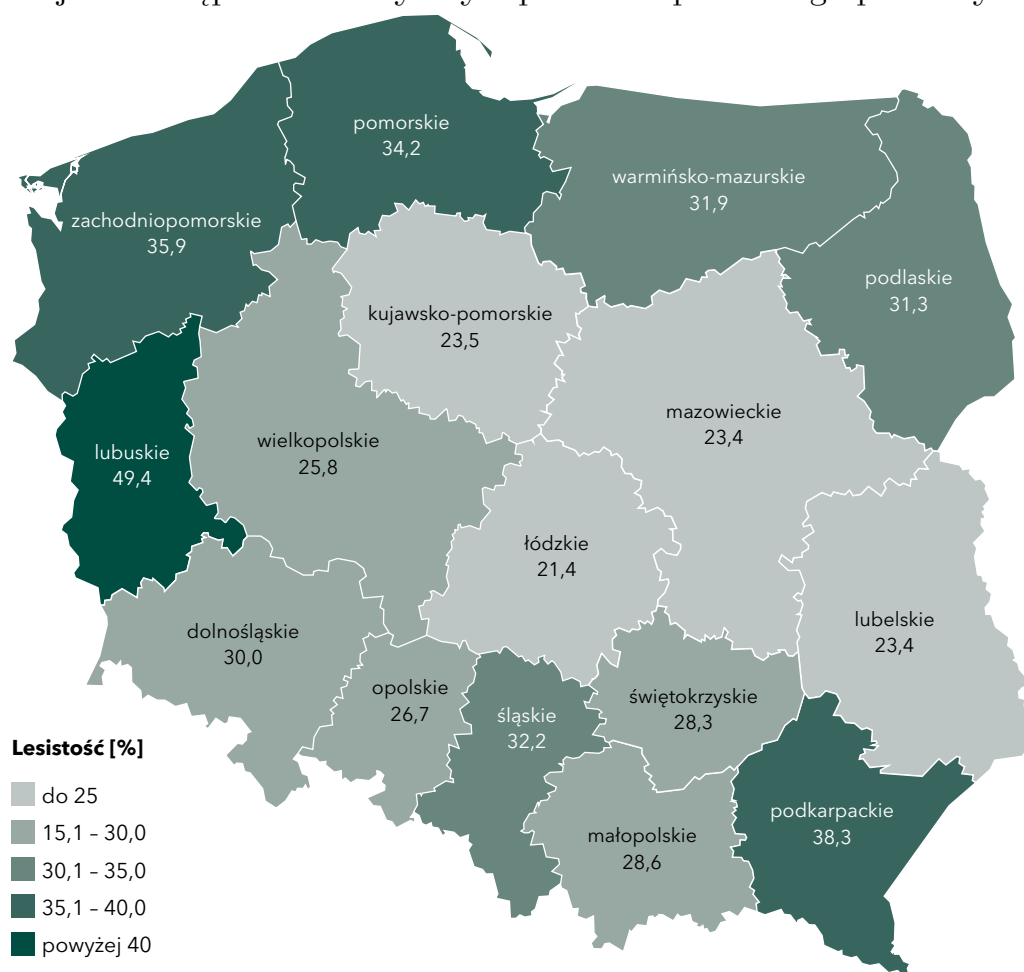 pomorskie
34,2
warmińsko-mazurskie
31,9
zachodniopomorskie
35,9
podlaskie
31,3
kujawsko-pomorskie
23,5
mazowieckie
23,4
wielkopolskie
25,8
lubuskie
49,4
łódzkie
21,4
lubelskie
23,4
dolnośląskie
30,0
opolskie
26,7
śląskie
32,2
świętokrzyskie
28,3
podkarpackie
38,3
małopolskie
28,6
Lesistość [%]
do 25
15,1 – 30,0
30,1 – 35,0
35,1 – 40,0
powyżej 40